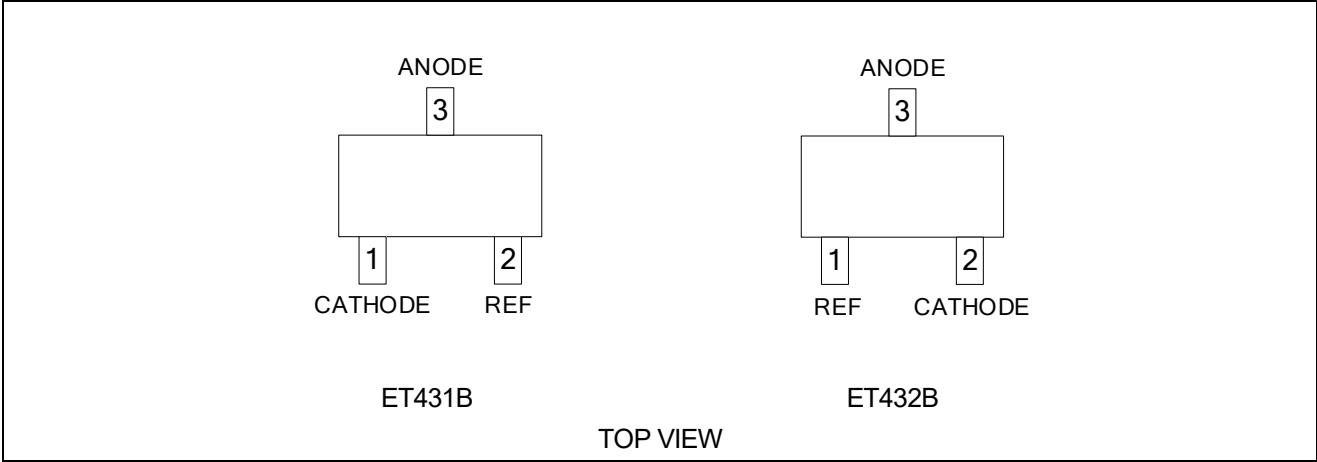 ANODE
3
1
2
CATHODE
REF
ET431B
ANODE
3
1
2
REF
CATHODE
ET432B
TOP VIEW